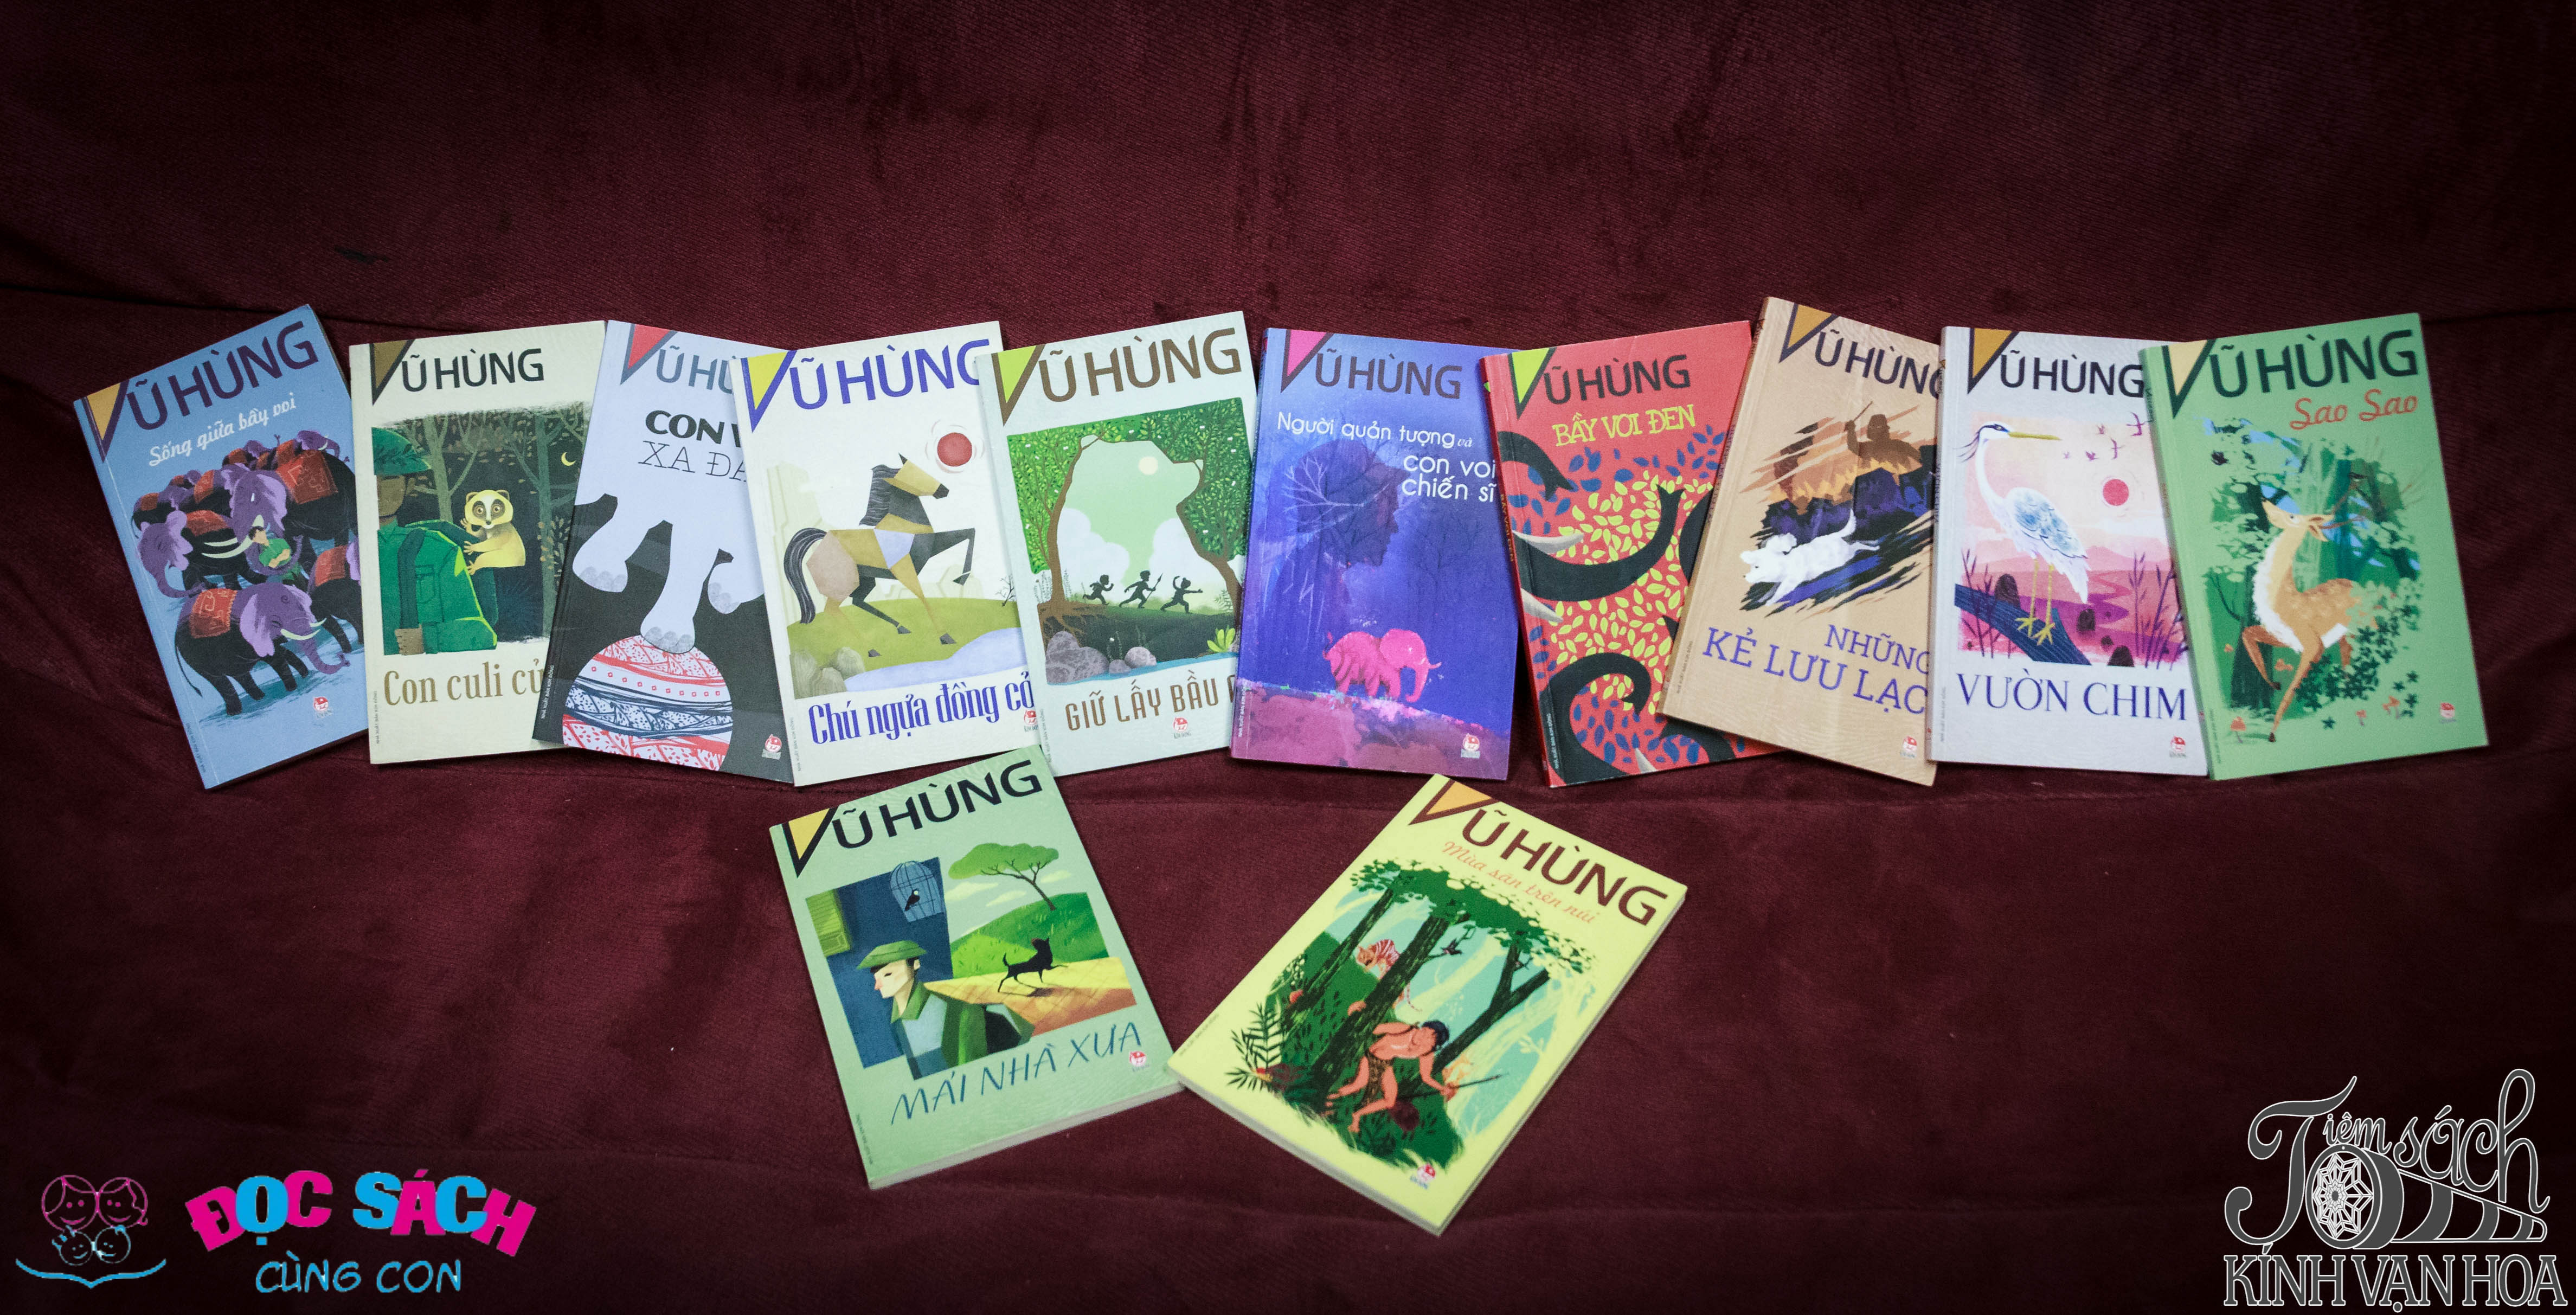 VŨ HÙNG
Sống giữa bầy voi
VŨ HÙNG
Con culi củ
VŨ HÙ
CON
XA ĐÀ
VŨ HÙNG
Chú ngựa đồng cỏ
VŨ HÙNG
GIỮ LẤY BẦU
VŨ HÙNG
Người quản tượng và
con voi
chiến sĩ
VŨ HÙNG
BẦY VOI ĐEN
VŨ HÙNG
NHỮNG
KẺ LƯU LẠC
VŨ HÙNG
VƯỜN CHIM
VŨ HÙNG
Sao Sao
VŨ HÙNG
MÁI NHÀ XƯA
VŨ HÙNG
Mùa săn trên núi
ĐỌC SÁCH
CÙNG CON
Tiệm sách
KÍNH VẠN HOA